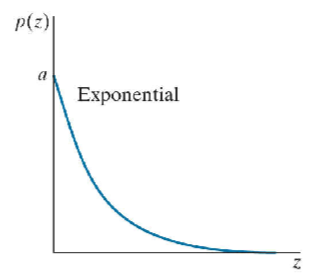 p(z)
a
Exponential
z